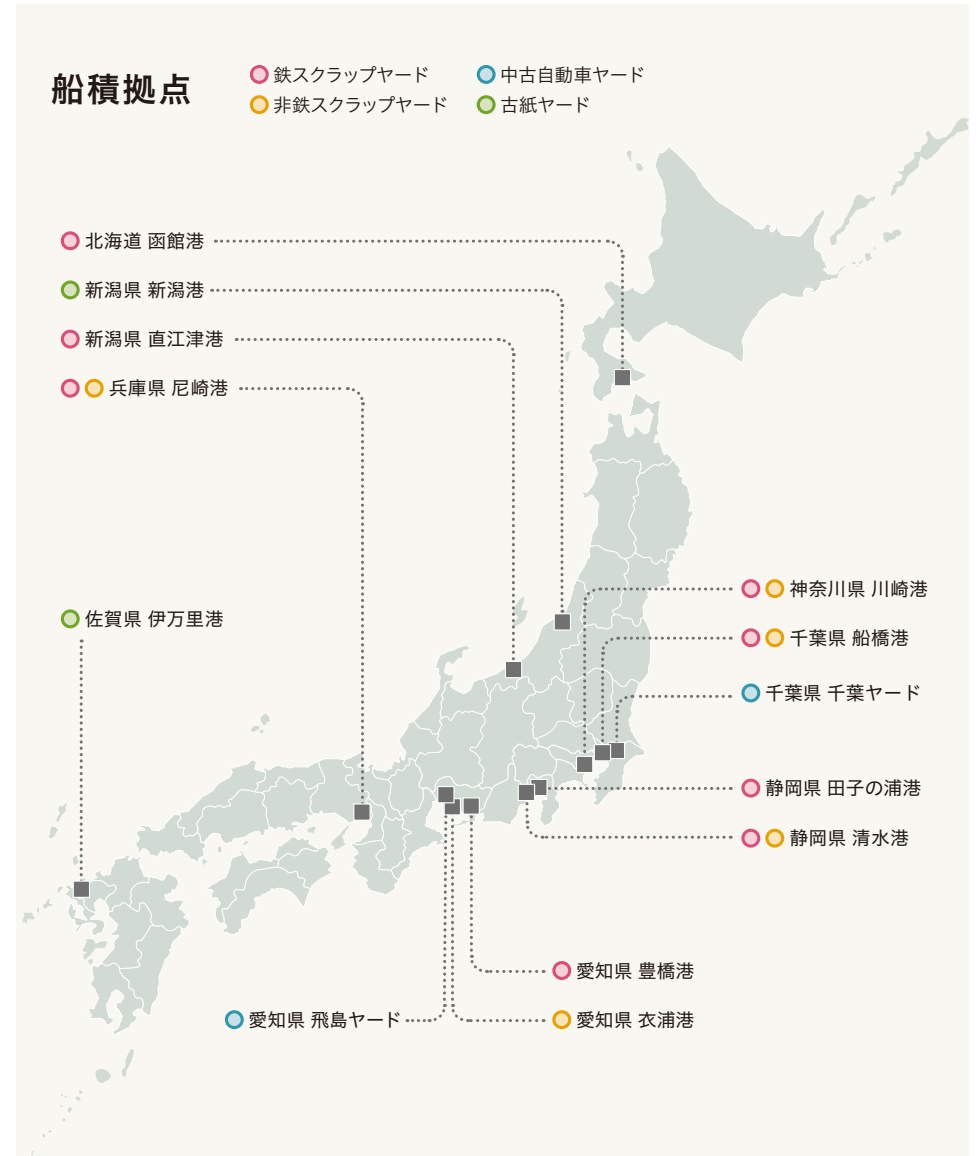 船積拠点
鉄スクラップヤード
中古自動車ヤード
非鉄スクラップヤード
古紙ヤード
北海道 函館港
新潟県 新潟港
新潟県 直江津港
兵庫県 尼崎港
佐賀県 伊万里港
神奈川県 川崎港
千葉県 船橋港
千葉県 千葉ヤード
静岡県 田子の浦港
静岡県 清水港
愛知県 豊橋港
愛知県 飛島ヤード
愛知県 衣浦港